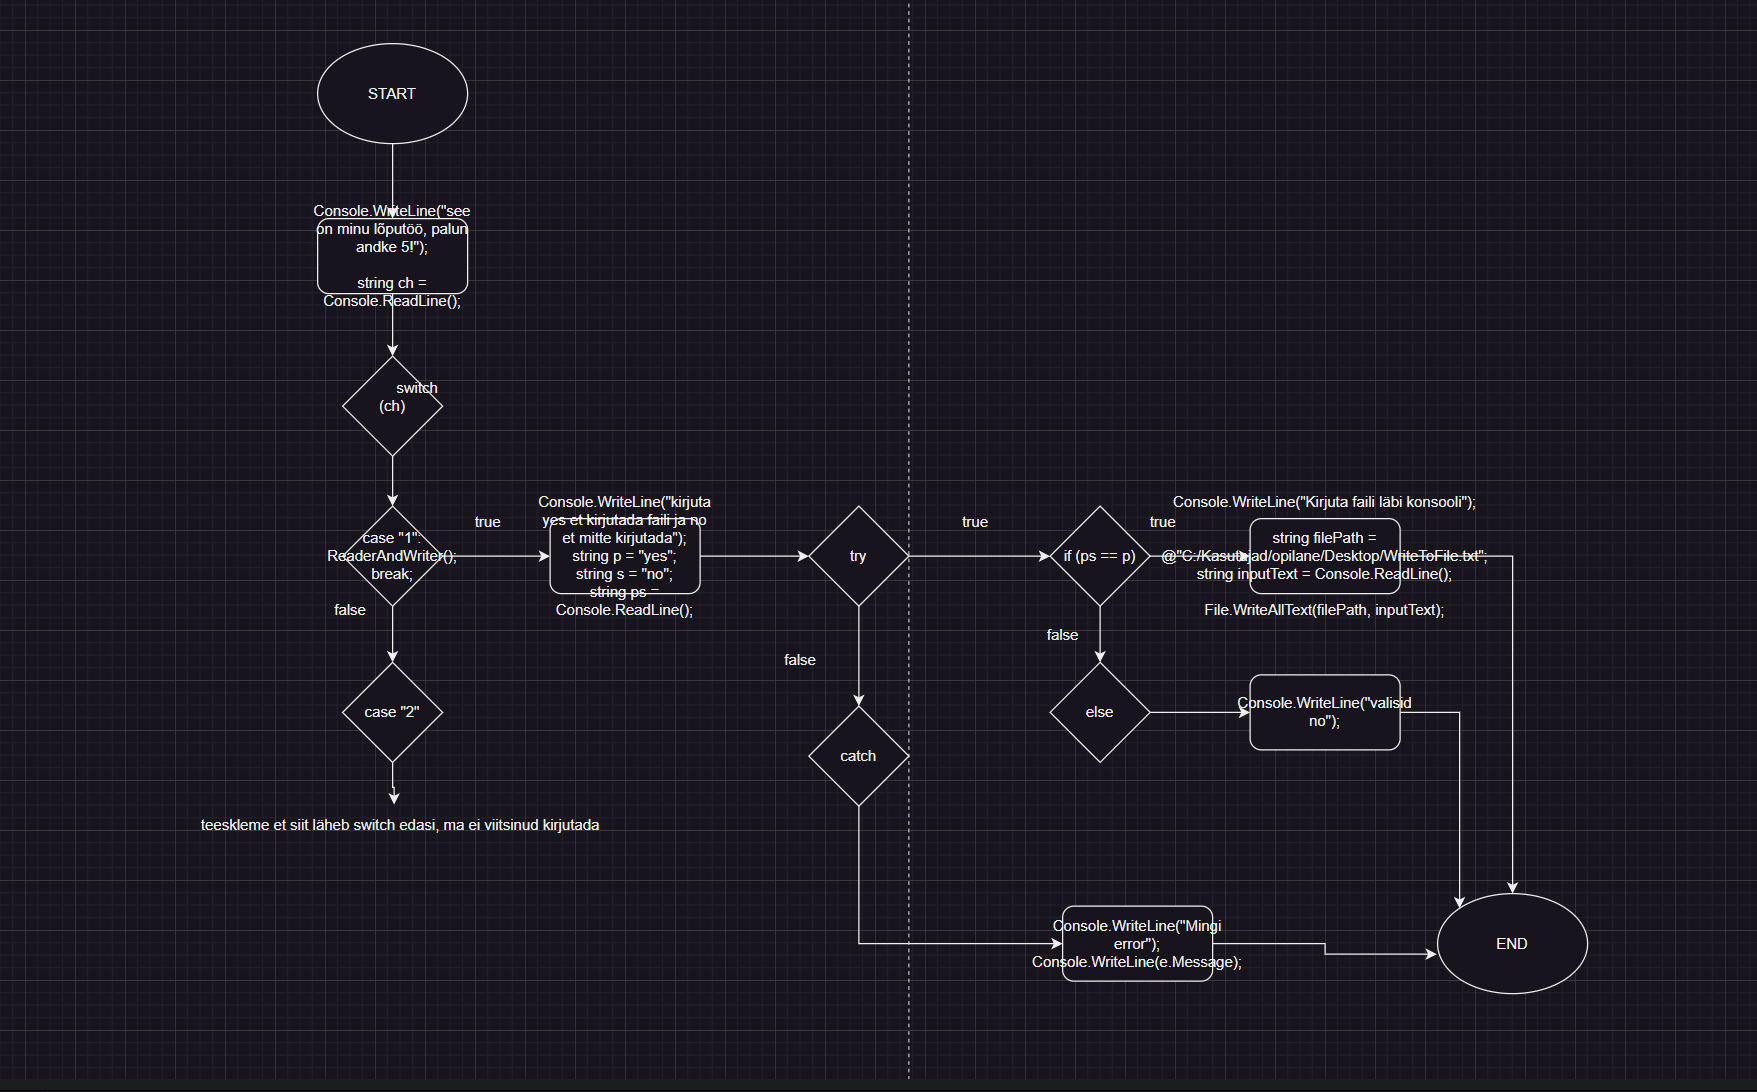 START
Console.WriteLine("see
on minu lõputöö, palun
andke 5!");
string ch =
Console.ReadLine();
switch
(ch)
case "1":
ReaderAndWriter();
break;
true
false
case "2"
teeskleme et siit läheb switch edasi, ma ei viitsinud kirjutada
Console.WriteLine("kirjuta
yes et kirjutada faili ja no
et mitte kirjutada");
string p = "yes";
string s = "no";
string ps =
Console.ReadLine();
try
true
false
catch
Console.WriteLine("Mingi
error");
Console.WriteLine(e.Message);
if (ps == p)
true
false
Console.WriteLine("Kirjuta faili läbi konsooli");
string filePath =
@"C:/Kasutajad/opilane/Desktop/WriteToFile.txt";
string inputText = Console.ReadLine();
File.WriteAllText(filePath, inputText);
else
Console.WriteLine("valisid
no");
END